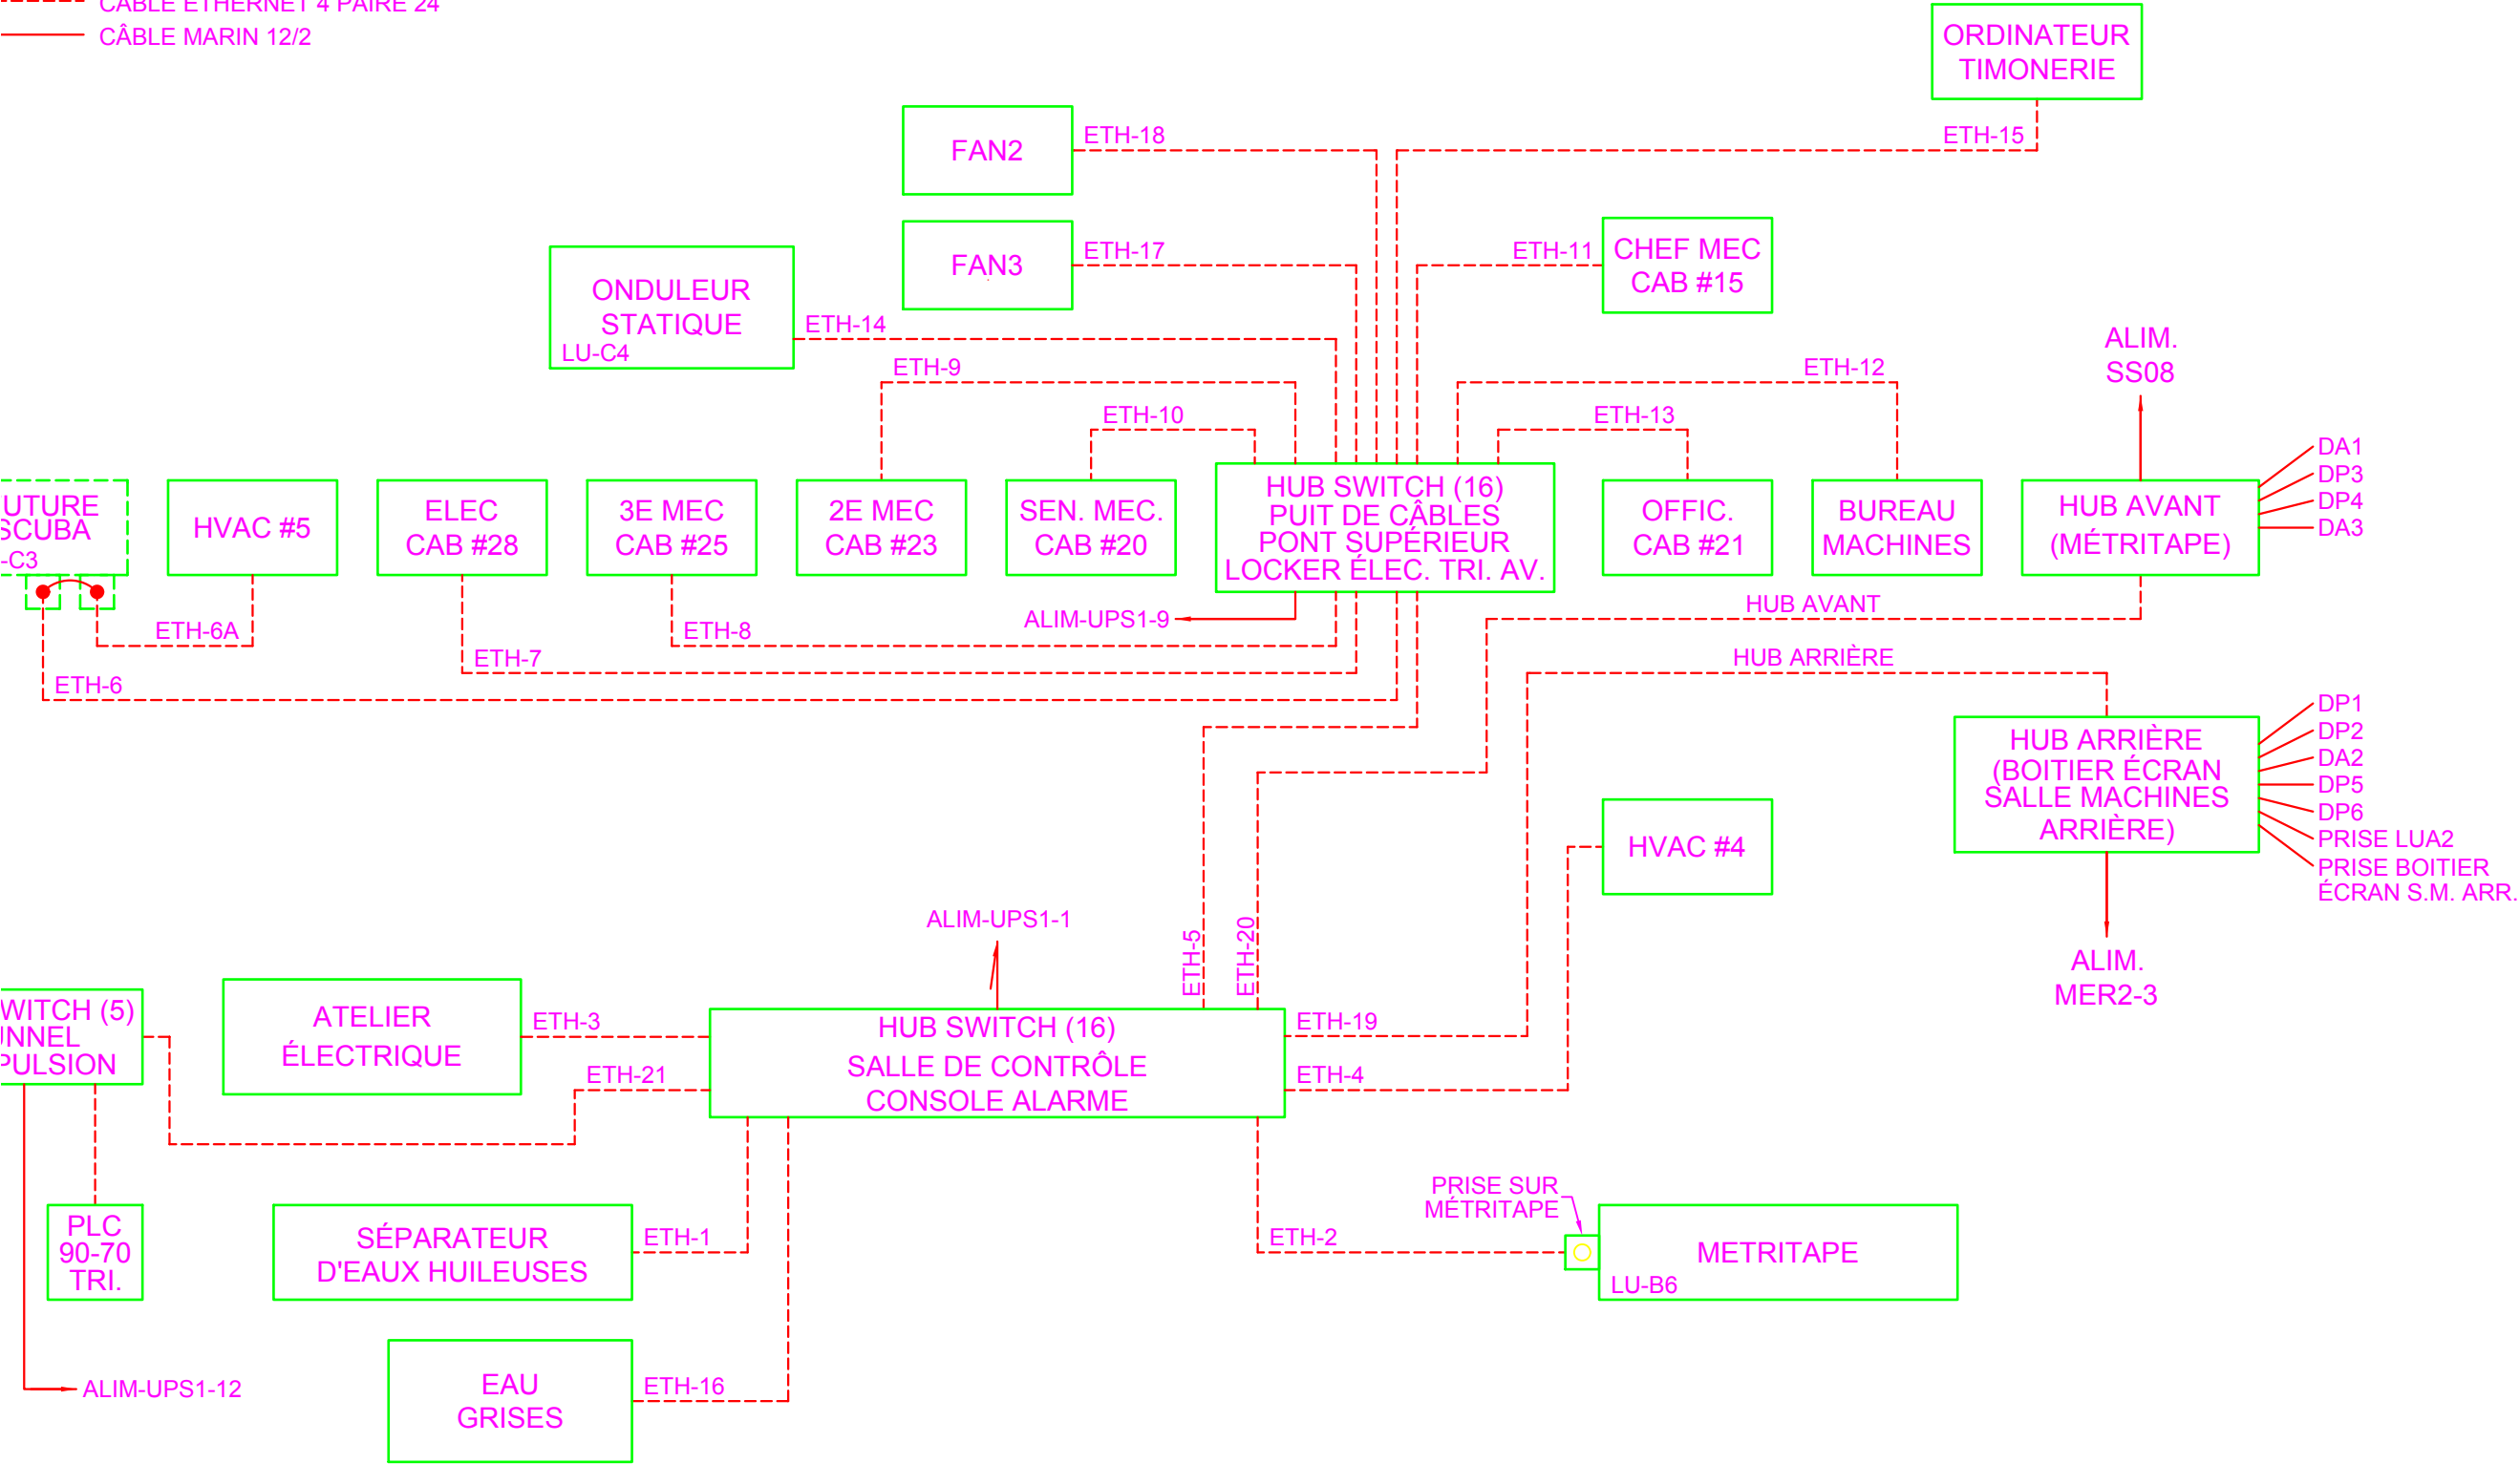 CÂBLE ETHERNET 4 PAIRE 24
CÂBLE MARIN 12/2
ORDINATEUR
TIMONERIE
ETH-15
FAN2
ETH-18
FAN3
ETH-17
CHEF MEC
CAB #15
ETH-11
ONDULEUR
STATIQUE
LU-C4
ETH-14
ETH-9
ETH-10
ETH-12
ETH-13
ALIM.
SS08
UTURE
SCUBA
-C3
HVAC #5
ELEC
CAB #28
3E MEC
CAB #25
2E MEC
CAB #23
SEN. MEC.
CAB #20
HUB SWITCH (16)
PUIT DE CÂBLES
PONT SUPÉRIEUR
LOCKER ÉLEC. TRI. AV.
OFFIC.
CAB #21
BUREAU
MACHINES
HUB AVANT
(MÉTRITAPE)
DA1
DP3
DP4
DA3
ETH-6A
ETH-8
ETH-7
ETH-6
ALIM-UPS1-9
HUB AVANT
HUB ARRIÈRE
HUB ARRIÈRE
(BOITIER ÉCRAN
SALLE MACHINES
ARRIÈRE)
DP1
DP2
DA2
DP5
DP6
PRISE LUA2
PRISE BOITIER
ÉCRAN S.M. ARR.
ALIM.
MER2-3
HVAC #4
ALIM-UPS1-1
ETH-5
ETH-20
WITCH (5)
UNNEL
PULSION
ATELIER
ÉLECTRIQUE
ETH-3
ETH-21
HUB SWITCH (16)
SALLE DE CONTRÔLE
CONSOLE ALARME
ETH-19
ETH-4
PLC
90-70
TRI.
SÉPARATEUR
D'EAUX HUILEUSES
ETH-1
ETH-2
PRISE SUR
MÉTRITAPE
METRITAPE
LU-B6
ALIM-UPS1-12
EAU
GRISES
ETH-16